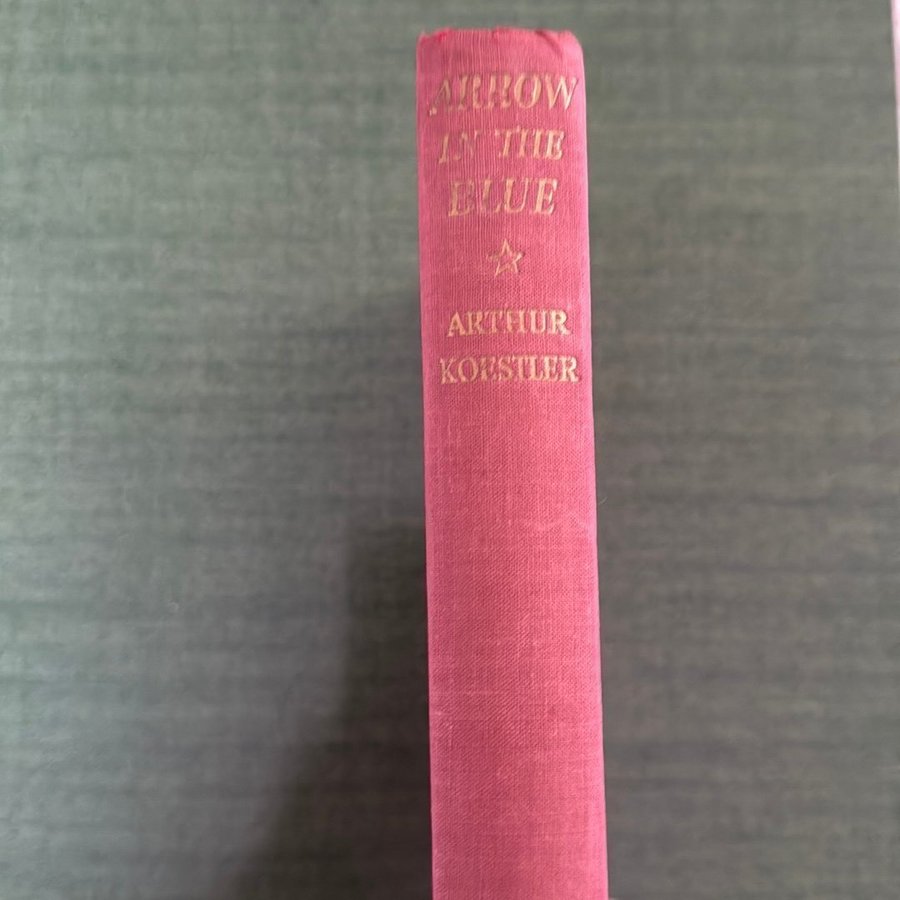 ARROW
IN THE
BLUE
ARTHUR
KOESTLER